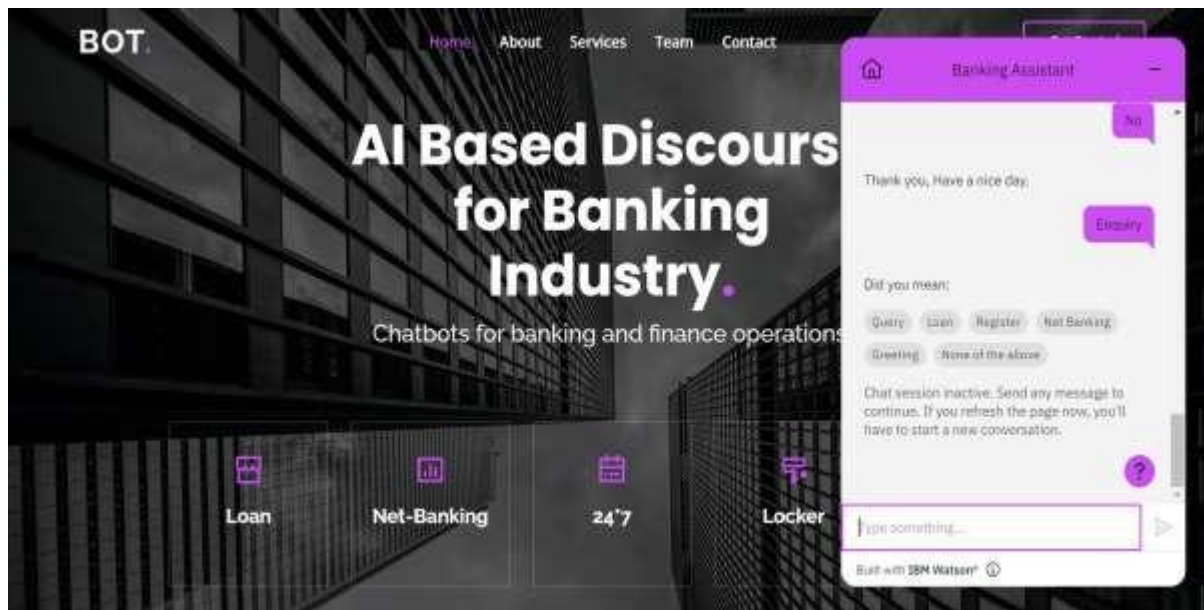 BOT.
Home About Services Team Contact
AI Based Discours
for Banking
Industry.
Chatbots for banking and finance operations
Loan
Net-Banking
24*7
Locker
Banking Assistant
No
Thank you, Have a nice day.
Enquiry
Did you mean:
Query Loan Register Net Banking
Greeting None of the above
Chat session inactive. Send any message to
continue. If you refresh the page now, you'll
have to start a new conversation.
?
Type something...
Built with IBM Watson®